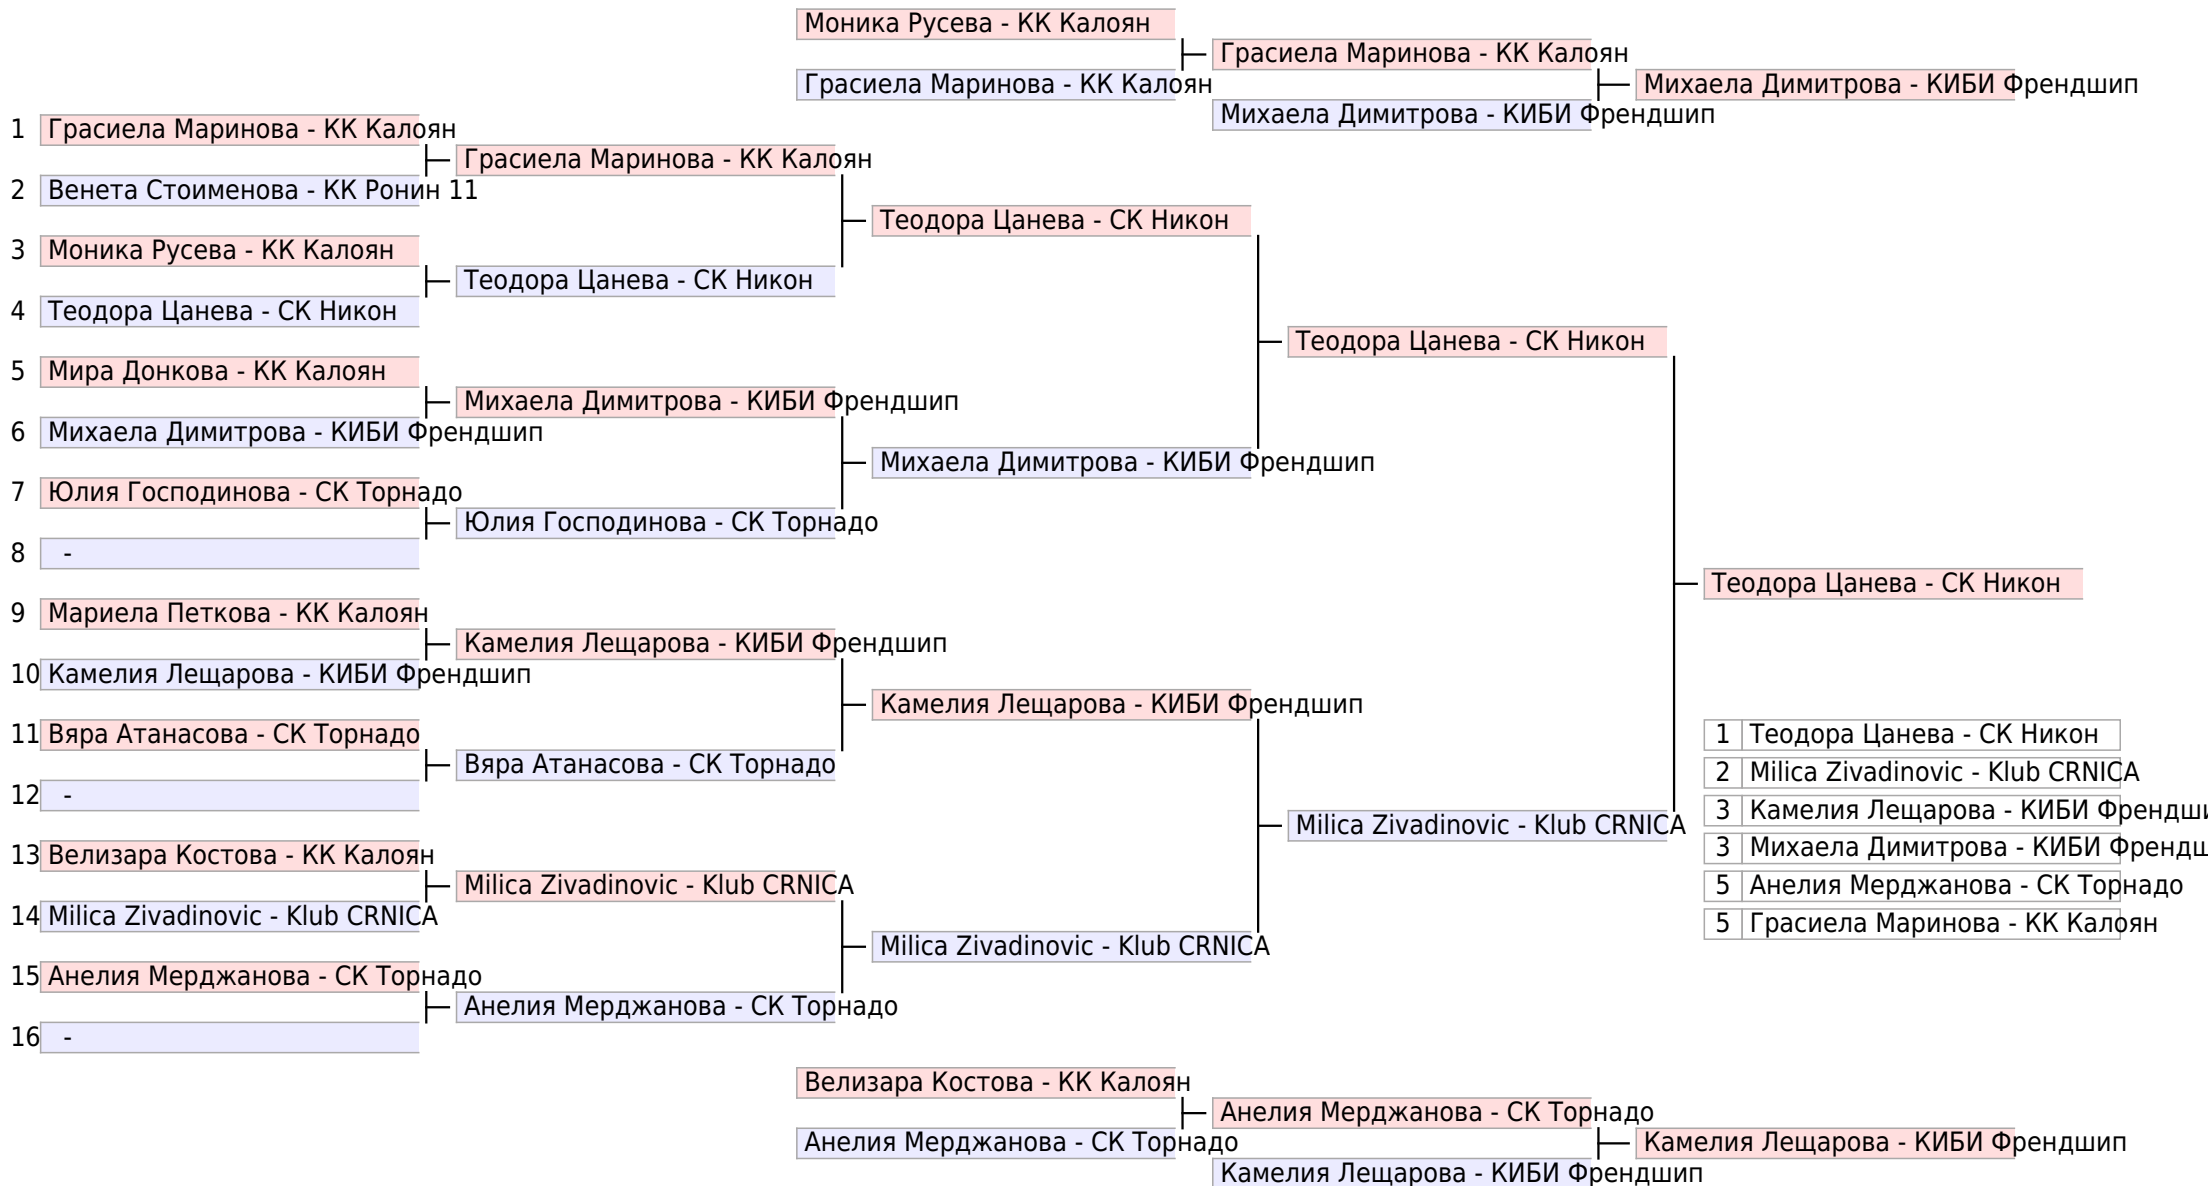 Моника Русева - КК Калоян
Грасиела Маринова - КК Калоян
Грасиела Маринова - КК Калоян
Михаела Димитрова - КИБИ Френдшип
Михаела Димитрова - КИБИ Френдшип
1 Грасиела Маринова - КК Калоян
Грасиела Маринова - КК Калоян
2 Венета Стоименова - КК Ронин 11
Теодора Цанева - СК Никон
3 Моника Русева - КК Калоян
Теодора Цанева - СК Никон
4 Теодора Цанева - СК Никон
Теодора Цанева - СК Никон
5 Мира Донкова - КК Калоян
Михаела Димитрова - КИБИ Френдшип
6 Михаела Димитрова - КИБИ Френдшип
Михаела Димитрова - КИБИ Френдшип
7 Юлия Господинова - СК Торнадо
Юлия Господинова - СК Торнадо
8 -
Теодора Цанева - СК Никон
9 Мариела Петкова - КК Калоян
Камелия Лещарова - КИБИ Френдшип
10 Камелия Лещарова - КИБИ Френдшип
Камелия Лещарова - КИБИ Френдшип
11 Вяра Атанасова - СК Торнадо
Вяра Атанасова - СК Торнадо
12 -
Milica Zivadinovic - Klub CRNICA
13 Велизара Костова - КК Калоян
Milica Zivadinovic - Klub CRNICA
14 Milica Zivadinovic - Klub CRNICA
Milica Zivadinovic - Klub CRNICA
15 Анелия Мерджанова - СК Торнадо
Анелия Мерджанова - СК Торнадо
16 -
1 Теодора Цанева - СК Никон
2 Milica Zivadinovic - Klub CRNICA
3 Камелия Лещарова - КИБИ
3 Михаела Димитрова - КИБИ
5 Анелия Мерджанова - СК Торнадо
5 Грасиела Маринова - КК Калоян
Велизара Костова - КК Калоян
Анелия Мерджанова - СК Торнадо
Анелия Мерджанова - СК Торнадо
Камелия Лещарова - КИБИ Френдшип
Камелия Лещарова - КИБИ Френдшип